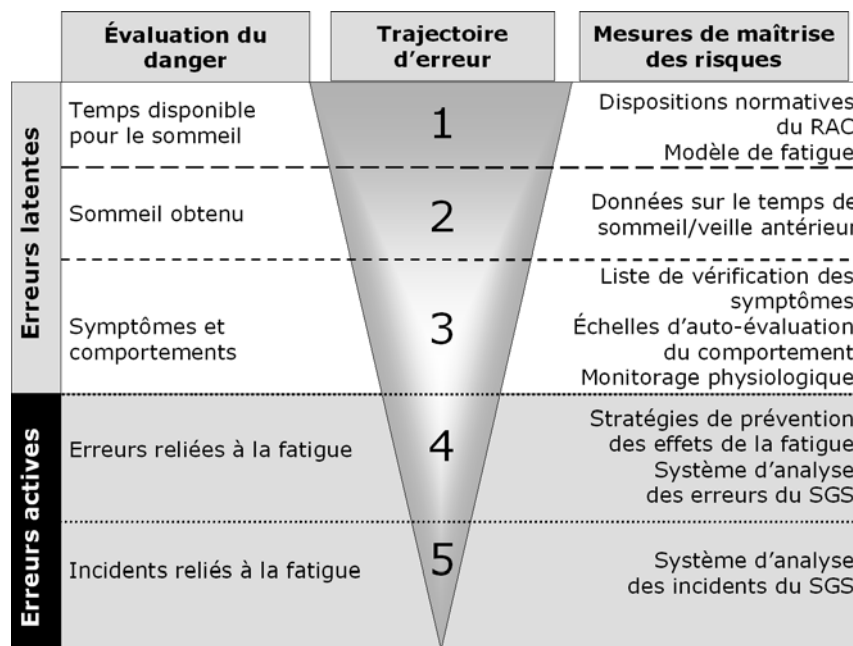 Évaluation du
danger
Trajectoire
d'erreur
Mesures de maîtrise
des risques
Erreurs latentes
Temps disponible
pour le sommeil
1
Dispositions normatives
du RAC
Modèle de fatigue
Sommeil obtenu
2
Données sur le temps de
sommeil/veille antérieur
Symptômes et
comportements
3
Liste de vérification des
symptômes
Échelles d'auto-évaluation
du comportement
Monitorage physiologique
Erreurs actives
Erreurs reliées à la fatigue
4
Stratégies de prévention
des effets de la fatigue
Système d'analyse
des erreurs du SGS
Incidents reliés à la fatigue
5
Système d'analyse
des incidents du SGS